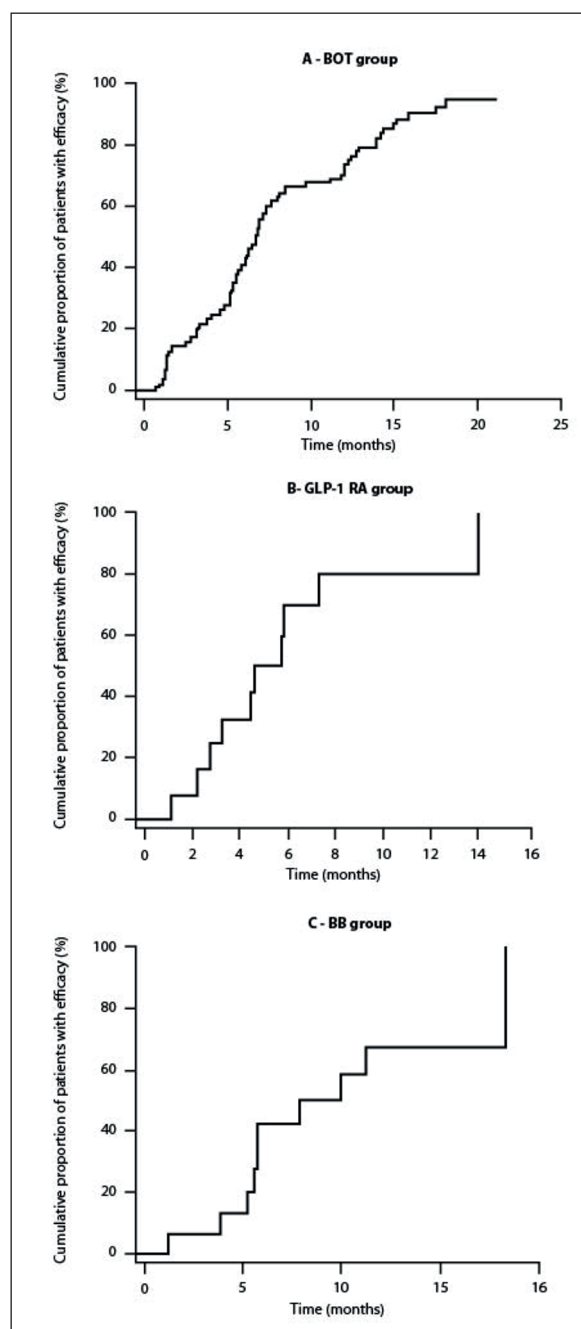 A - BOT group
Cumulative proportion of patients with efficacy (%)
100
80
60
40
20
0
0 5 10 15 20 25
Time (months)
B- GLP-1 RA group
Cumulative proportion of patients with efficacy (%)
100
80
60
40
20
0
0 2 4 6 8 10 12 14 16
Time (months)
C - BB group
Cumulative proportion of patients with efficacy (%)
100
80
60
40
20
0
0 5 10 15 16
Time (months)